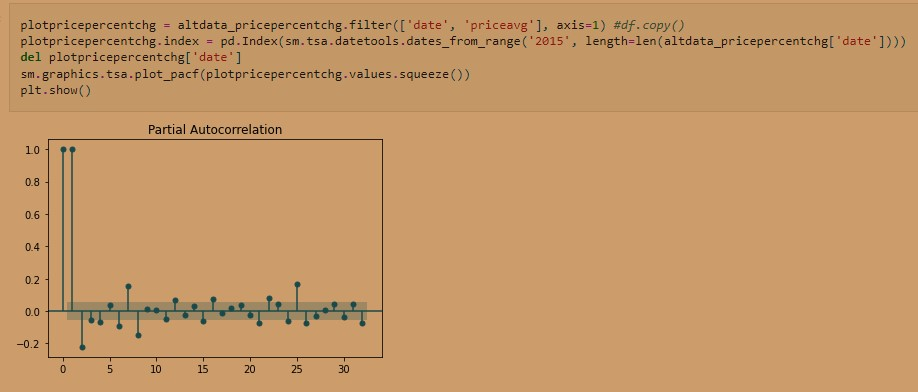 plotpricepercentchg = altdata_pricepercentchg.filter(['date', 'priceavg'], axis=1) #df.copy()
plotpricepercentchg.index = pd.Index(sm.tsa.datetools.dates_from_range('2015', length=len(altdata_pricepercentchg['date'])))
del plotpricepercentchg['date']
sm.graphics.tsa.plot_pacf(plotpricepercentchg.values.squeeze())
plt.show()
Partial Autocorrelation
1.0
0.8
0.6
0.4
0.2
0.0
−0.2
0 5 10 15 20 25 30